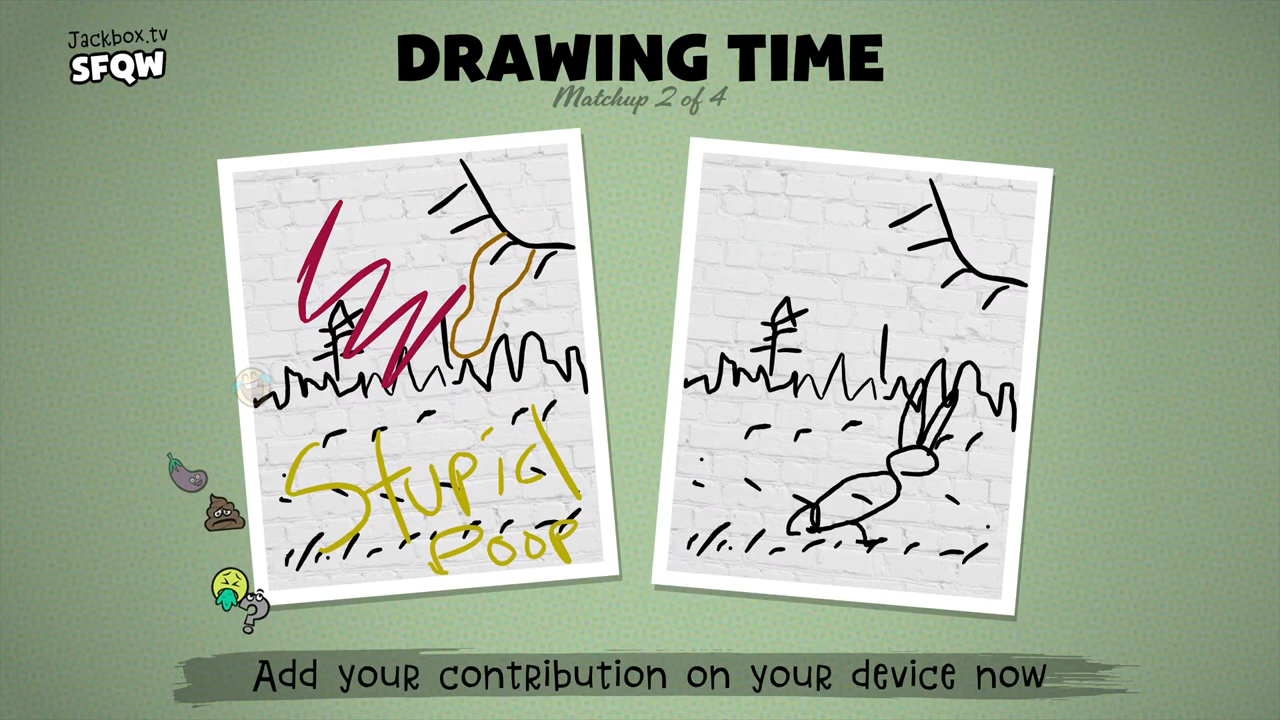 Jackbox.tv
SFQW
DRAWING TIME
Matchup 2 of 4
Stupid
Poop
Add your contribution on your device now